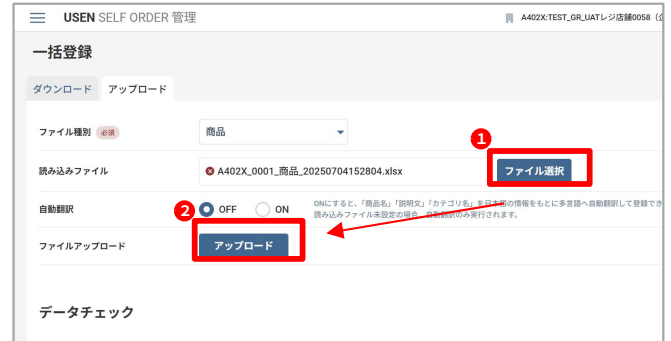 USEN SELF ORDER 管理
A402X:TEST_GR_UATレジ店舗0058
一括登録
ダウンロード アップロード
ファイル種別 必須 商品
1
読み込みファイル A402X_0001_商品_20250704152804.xlsx ファイル選択
自動翻訳 2 OFF ON
ONにすると、「商品名」「説明文」「カテゴリ名」を日本語の情報をもとに多言語へ自動翻訳して登録でき
読み込みファイル未設定の場合、自動翻訳のみ実行されます。
ファイルアップロード アップロード
データチェック